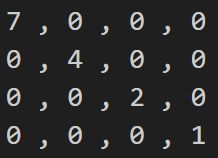 7 , 0 , 0 , 0
0 , 4 , 0 , 0
0 , 0 , 2 , 0
0 , 0 , 0 , 1